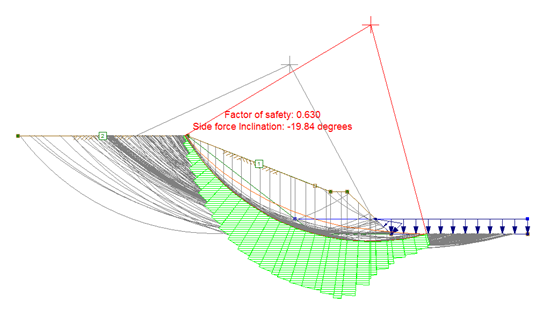 Factor of safety: 0.630
Side force Inclination: -19.84 degrees
2
1